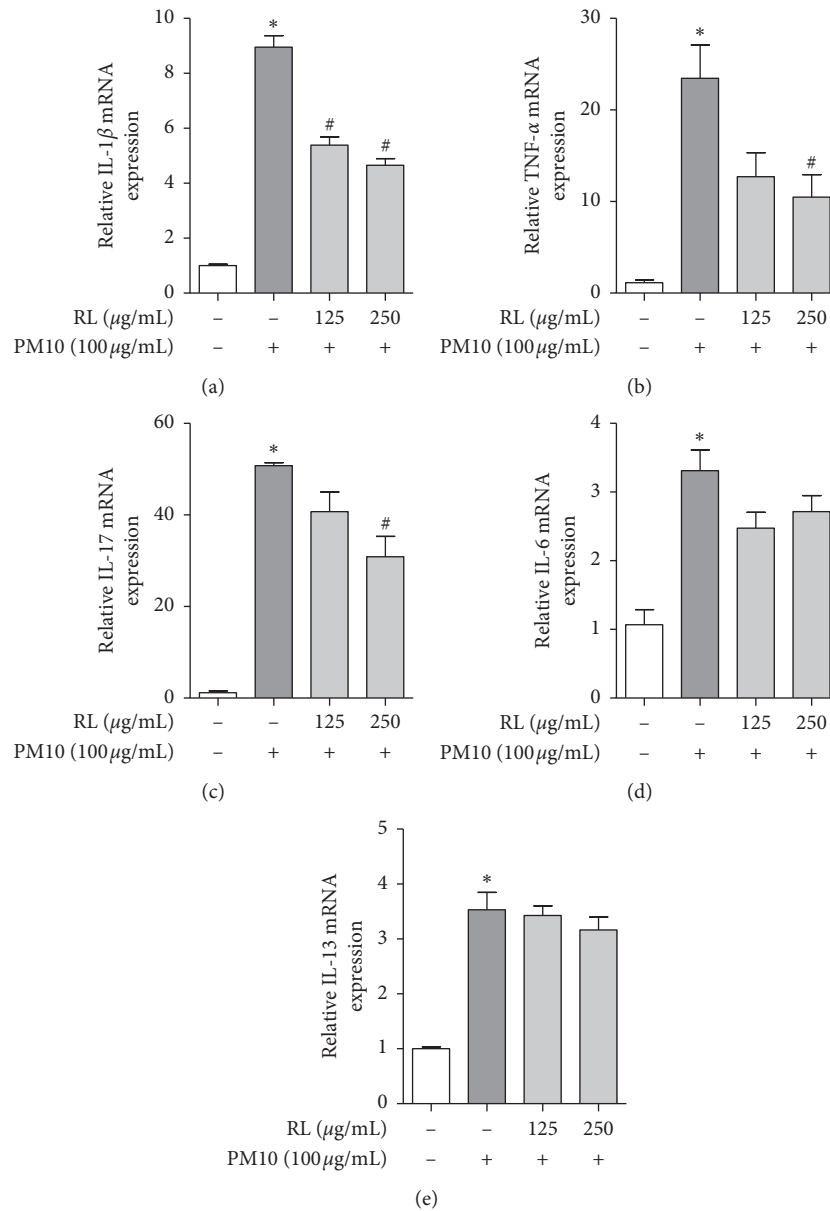 10
8
6
4
2
0
Relative IL-1β mRNA
expression
*
#
#
RL (μg/mL) – – 125 250
PM10 (100 μg/mL) – + + +
(a)
30
20
10
0
Relative TNF-α mRNA
expression
*
#
RL (μg/mL) – – 125 250
PM10 (100 μg/mL) – + + +
(b)
60
40
20
0
Relative IL-17 mRNA
expression
*
#
RL (μg/mL) – – 125 250
PM10 (100 μg/mL) – + + +
(c)
4
3
2
1
0
Relative IL-6 mRNA
expression
*
RL (μg/mL) – – 125 250
PM10 (100 μg/mL) – + + +
(d)
5
4
3
2
1
0
Relative IL-13 mRNA
expression
*
RL (μg/mL) – – 125 250
PM10 (100 μg/mL) – + + +
(e)